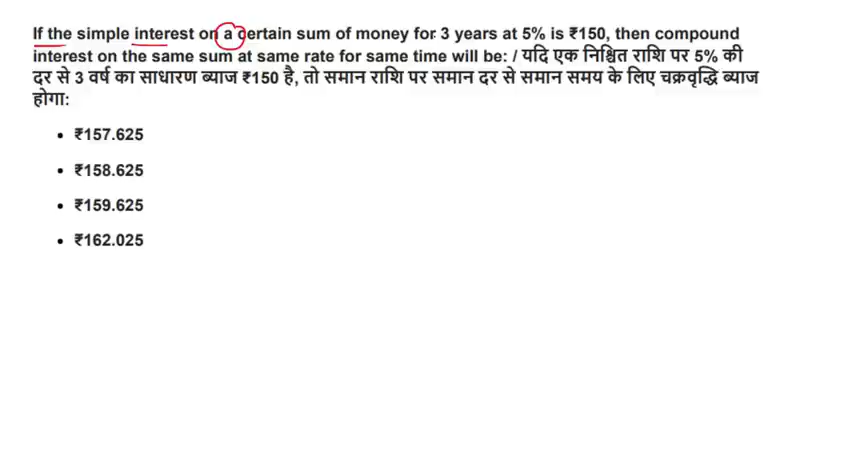 If the simple interest on a certain sum of money for 3 years at 5% is ₹150, then compound
interest on the same sum at same rate for same time will be: / यदि एक निश्चित राशि पर 5% की
दर से 3 वर्ष का साधारण ब्याज ₹150 है, तो समान राशि पर समान दर से समान समय के लिए चक्रवृद्धि ब्याज
होगा:
• ₹157.625
• ₹158.625
• ₹159.625
• ₹162.025